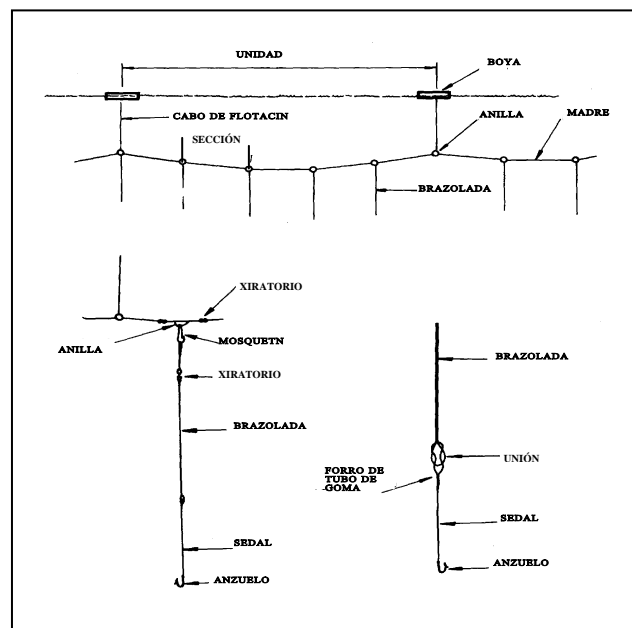 UNIDAD
BOYA
CABO DE FLOTACIN
ANILLA
MADRE
SECCIÓN
BRAZOLADA
XIRATORIO
ANILLA
MOSQUETN
XIRATORIO
BRAZOLADA
SEDAL
ANZUELO
BRAZOLADA
UNIÓN
FORRO DE
TUBO DE
GOMA
SEDAL
ANZUELO